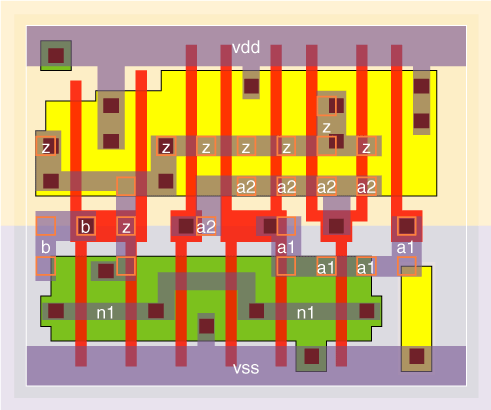 vdd
z
z z z z z z
a2 a2 a2 a2
b z a2
b a1 a1
a1 a1
n1 n1
vss